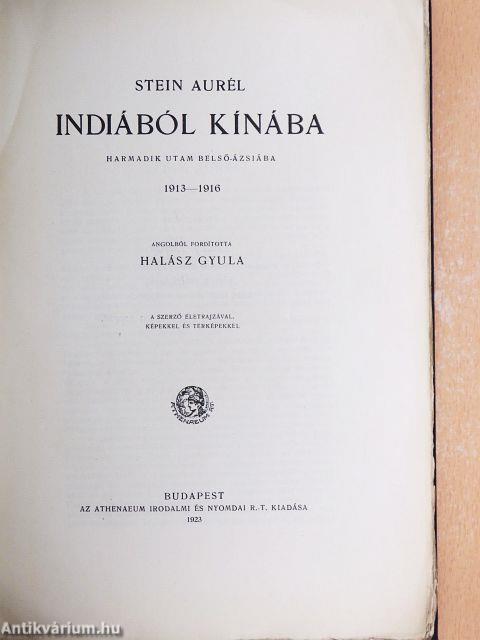 STEIN AURÉL
INDIÁBÓL KÍNÁBA
HARMADIK UTAM BELSŐ-ÁZSIÁBA
1913—1916
ANGOLBÓL FORDÍTOTTA
HALÁSZ GYULA
A SZERZŐ ÉLETRAJZÁVAL,
KÉPEKKEL ÉS TÉRKÉPEKKEL
ATHENAEUM R.T.
BUDAPEST
AZ ATHENAEUM IRODALMI ÉS NYOMDAI R.-T. KIADÁSA
1923
Antikvárium.hu